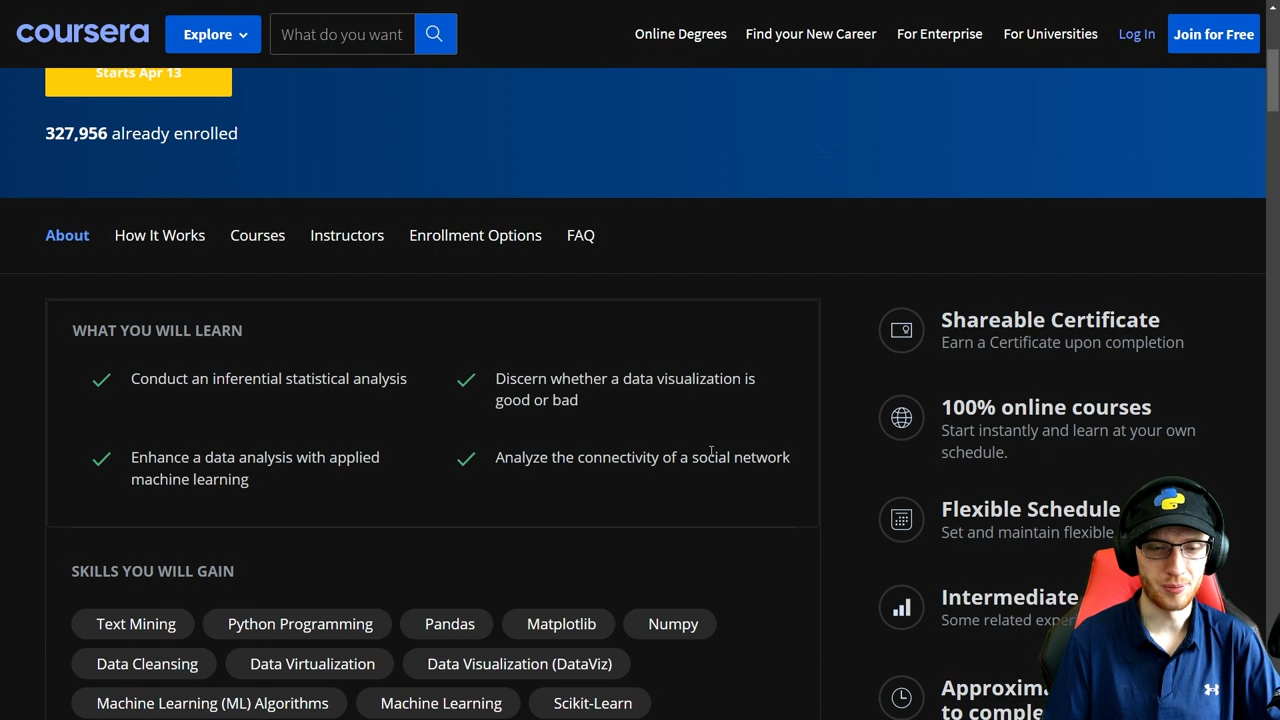 coursera
Explore
What do you want
Online Degrees
Find your New Career
For Enterprise
For Universities
Log In
Join for Free
Starts Apr 13
327,956 already enrolled
About
How It Works
Courses
Instructors
Enrollment Options
FAQ
WHAT YOU WILL LEARN
Conduct an inferential statistical analysis
Discern whether a data visualization is
good or bad
Enhance a data analysis with applied
machine learning
Analyze the connectivity of a social network
SKILLS YOU WILL GAIN
Text Mining
Python Programming
Pandas
Matplotlib
Numpy
Data Cleansing
Data Virtualization
Data Visualization (DataViz)
Machine Learning (ML) Algorithms
Machine Learning
Scikit-Learn
Shareable Certificate
Earn a Certificate upon completion
100% online courses
Start instantly and learn at your own
schedule.
Flexible Schedule
Set and maintain flexible
Intermediate
Some related
to